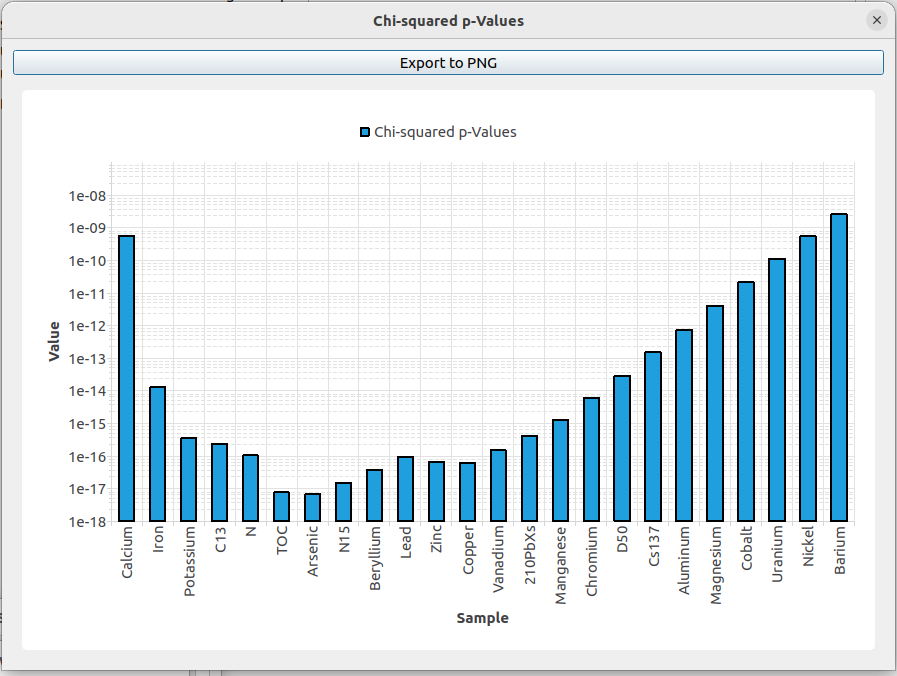 Chi-squared p-Values
Export to PNG
Chi-squared p-Values
1e-08
1e-09
1e-10
1e-11
1e-12
1e-13
1e-14
1e-15
1e-16
1e-17
1e-18
Value
Calcium
Iron
Potassium
C13
N
TOC
Arsenic
N15
Beryllium
Lead
Zinc
Copper
Vanadium
210PbXs
Manganese
Chromium
D50
Cs137
Aluminum
Magnesium
Cobalt
Uranium
Nickel
Barium
Sample